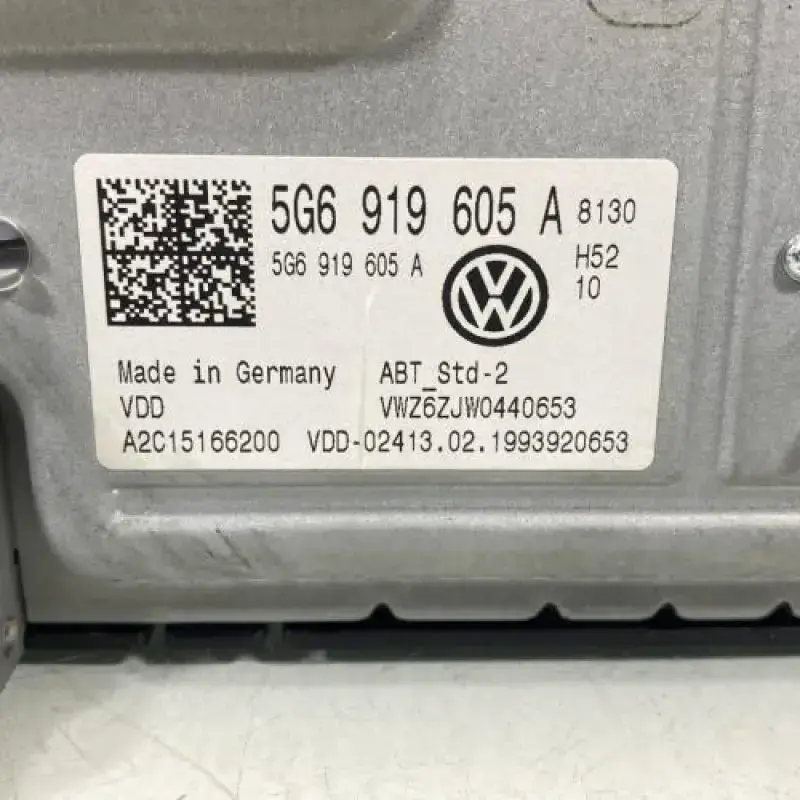 5G6 919 605 A 8130
5G6 919 605 A H52
10
Made in Germany ABT_Std-2
VDD VWZ6ZJW0440653
A2C15166200 VDD-02413.02.1993920653